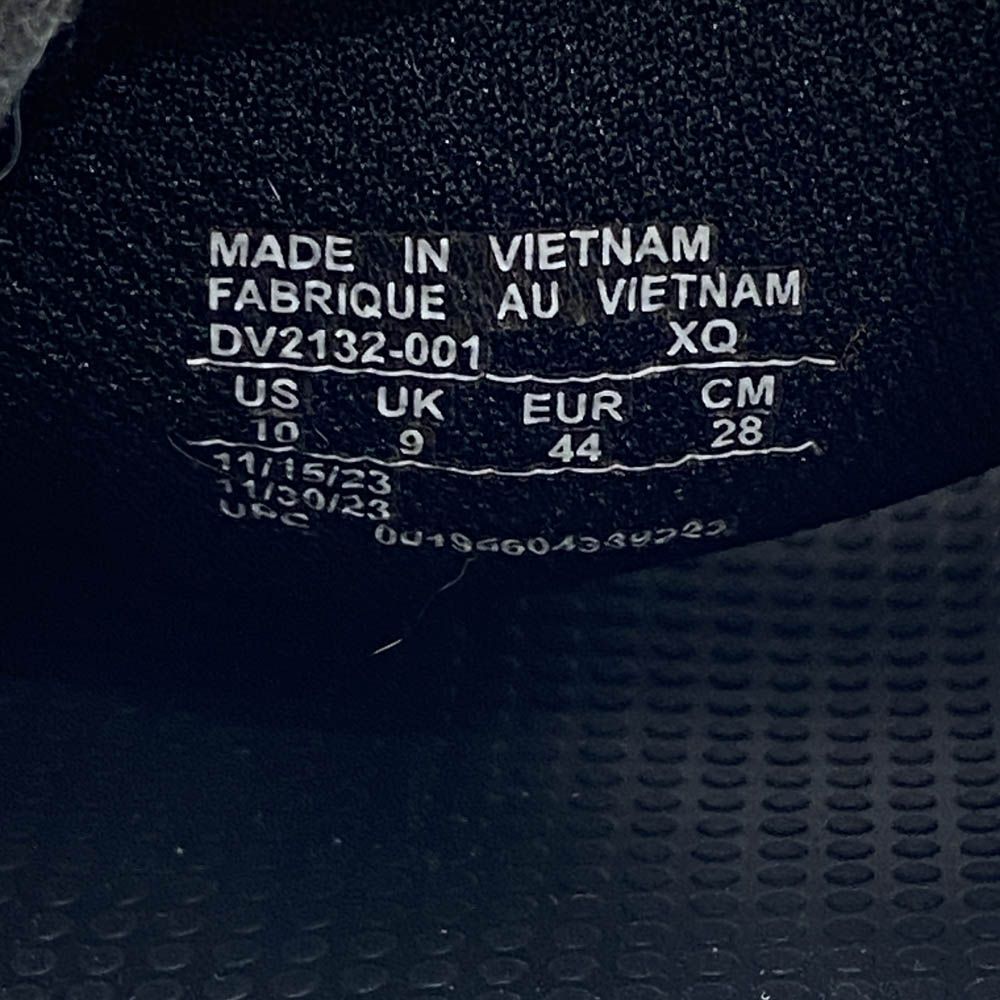 MADE IN VIETNAM
FABRIQUE AU VIETNAM
DV2132-001 XQ
US UK EUR CM
10 9 44 28
11/15/23
11/30/23
UPC